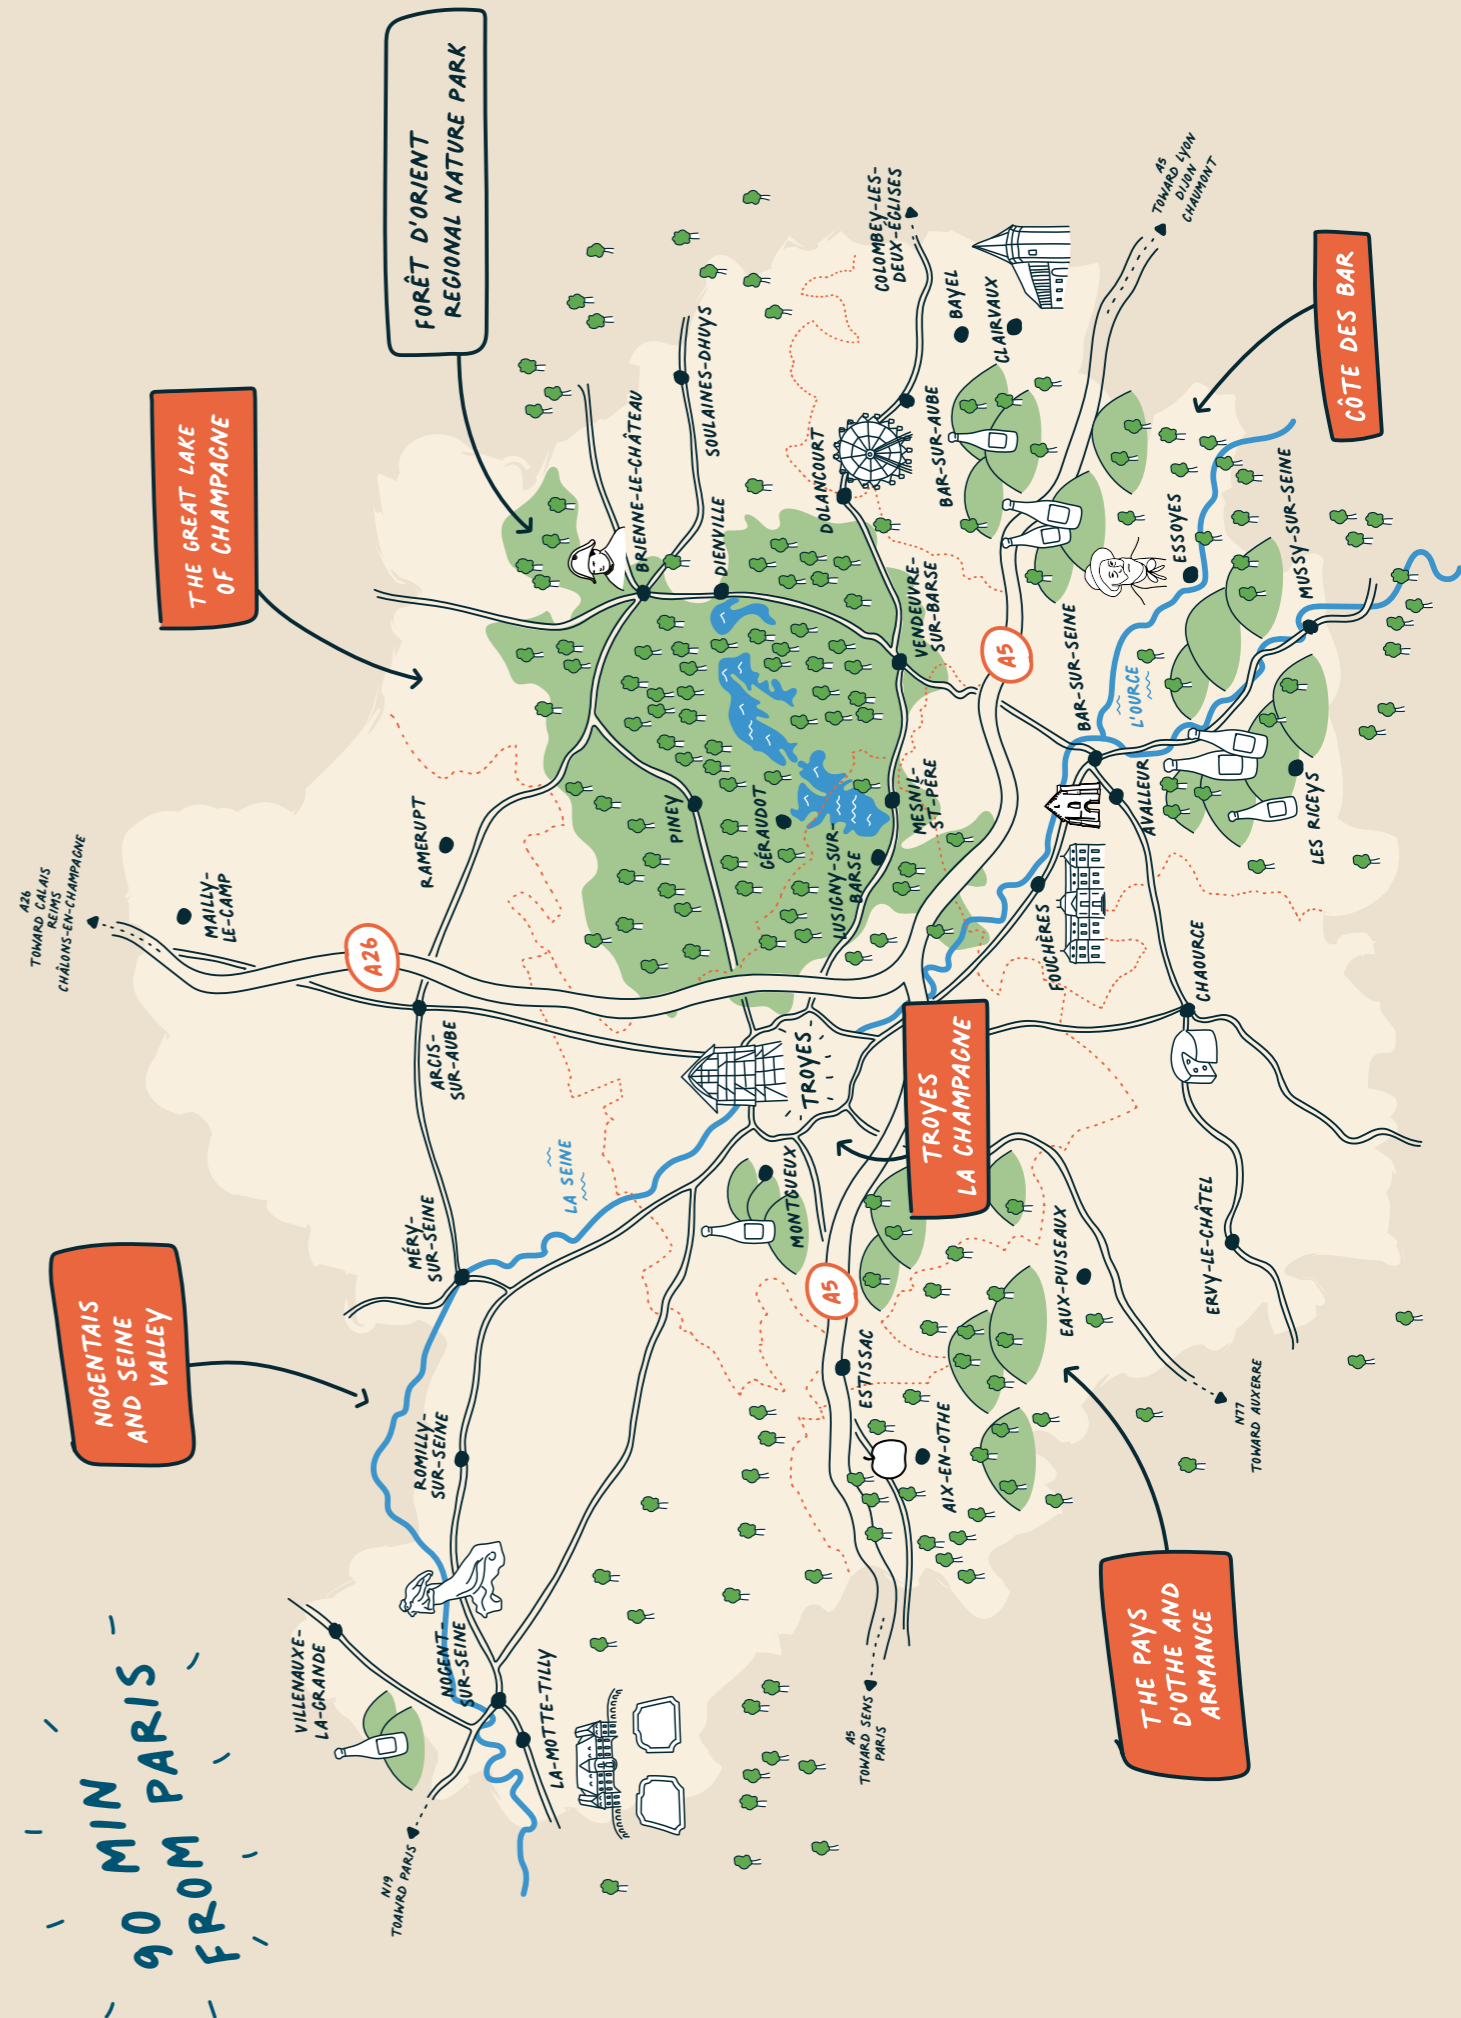 90 MIN
FROM PARIS
NOGENTAIS
AND SEINE
VALLEY
A26
TOWARD CALAIS
REIMS
CHÂLONS-EN-CHAMPAGNE
THE GREAT LAKE
OF CHAMPAGNE
FORÊT D'ORIENT
REGIONAL NATURE PARK
MAILLY-
LE-CAMP
A26
VILLENAUXE-
LA-GRANDE
N19
TOAWRD PARIS
NOGENT-
SUR-SEINE
LA-MOTTE-TILLY
ROMILLY-
SUR-SEINE
MÉRY-
SUR-SEINE
ARCIS-
SUR-AUBE
RAMERUPT
LA SEINE
BRIENNE-LE-CHÂTEAU
SOULAINES-DHUYS
DIENVILLE
PINEY
GÉRAUDOT
LUSIGNY-SUR-
BARSE
MESNIL-
ST-PÈRE
VENDEUVRE-
SUR-BARSE
DOLANCOURT
COLOMBEY-LES-
DEUX-ÉGLISES
BAR-SUR-AUBE
BAYEL
CLAIRVAUX
TROYES
MONTGUEUX
A5
A5
TOWARD SENS
PARIS
ESTISSAC
AIX-EN-OTHE
TROYES
LA CHAMPAGNE
A5
A5
TOWARD LYON
DIJON
CHAUMONT
EAUX-PUISEAUX
FOUCHÈRES
BAR-SUR-SEINE
L'OURCE
AVALLEUR
ESSOYES
MUSSY-SUR-SEINE
LES RICEYS
CHAOURCE
ERVY-LE-CHÂTEL
N77
TOWARD AUXERRE
THE PAYS
D'OTHE AND
ARMANCE
CÔTE DES BAR